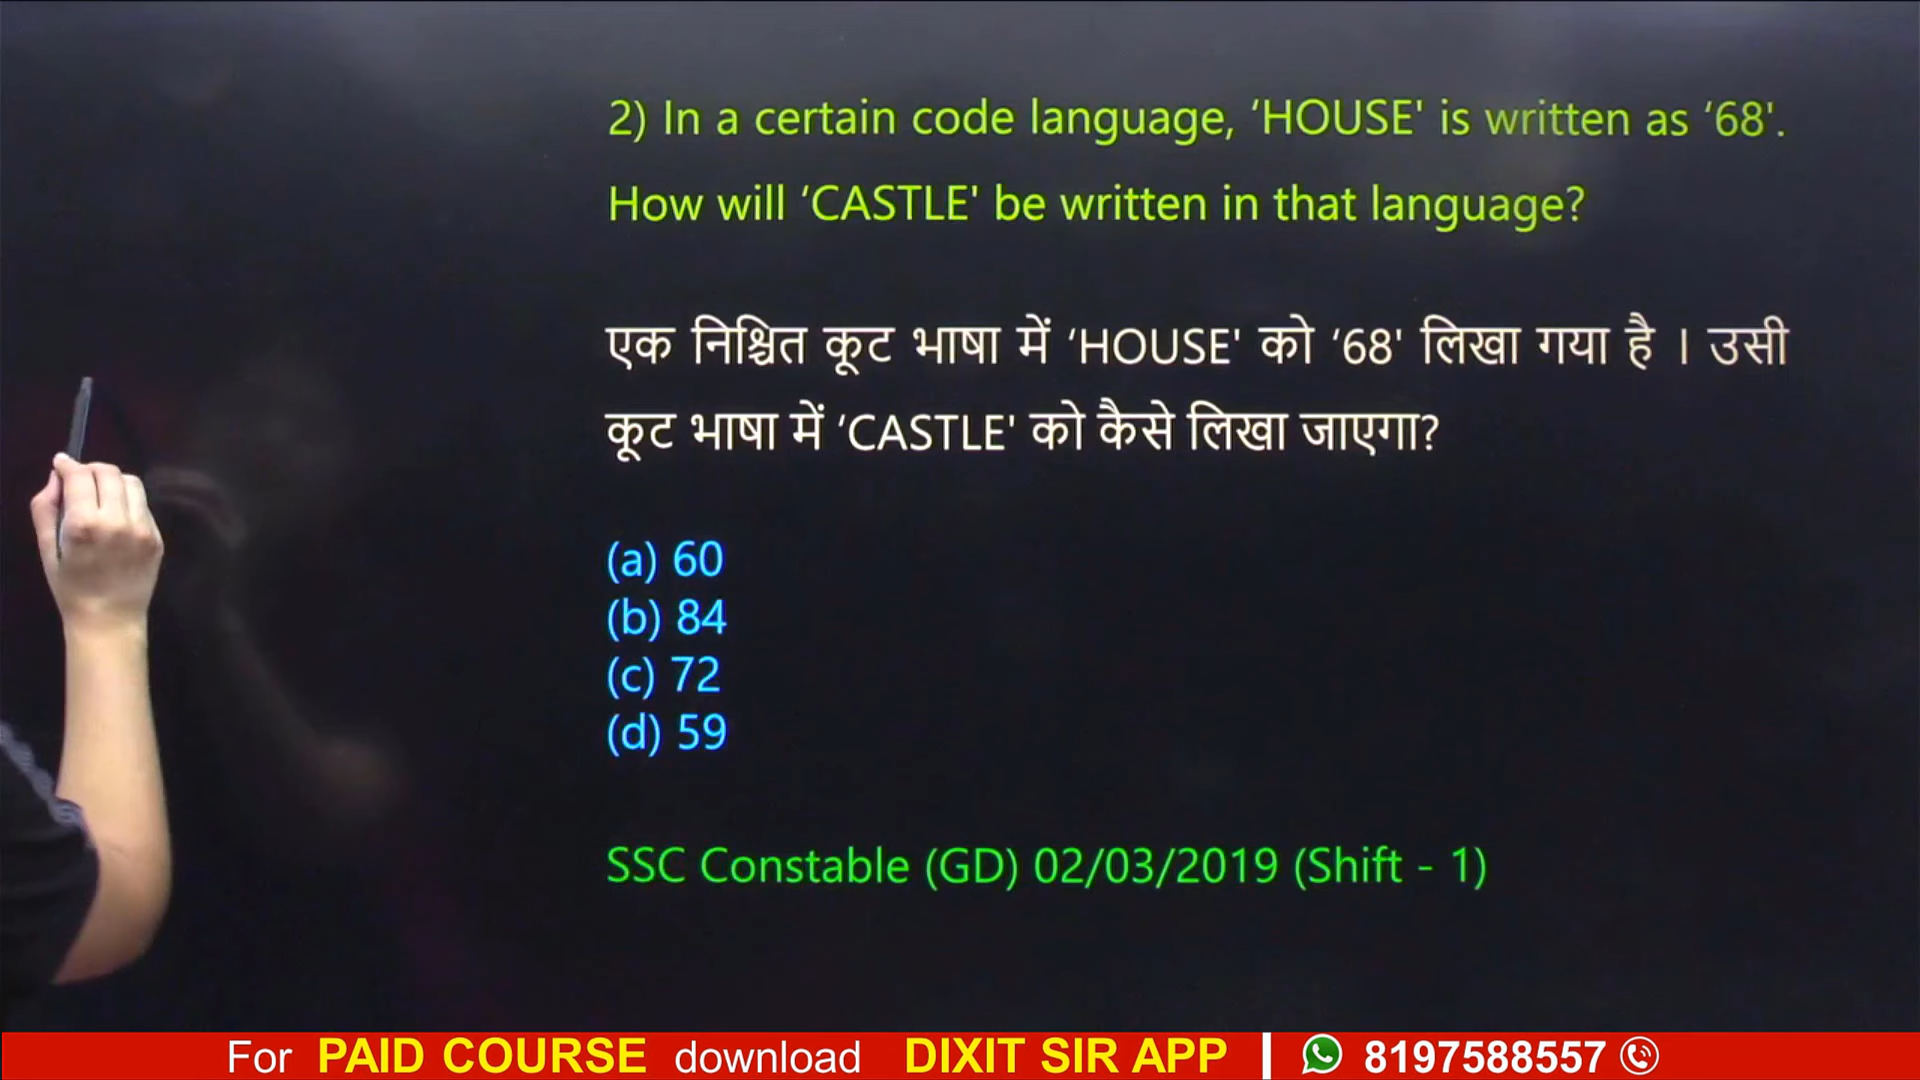 2) In a certain code language, ‘HOUSE' is written as ‘68'.
How will ‘CASTLE' be written in that language?
एक निश्चित कूट भाषा में ‘HOUSE' को ‘68' लिखा गया है । उसी
कूट भाषा में ‘CASTLE' को कैसे लिखा जाएगा?
(a) 60
(b) 84
(c) 72
(d) 59
SSC Constable (GD) 02/03/2019 (Shift - 1)
For PAID COURSE download DIXIT SIR APP | 8197588557